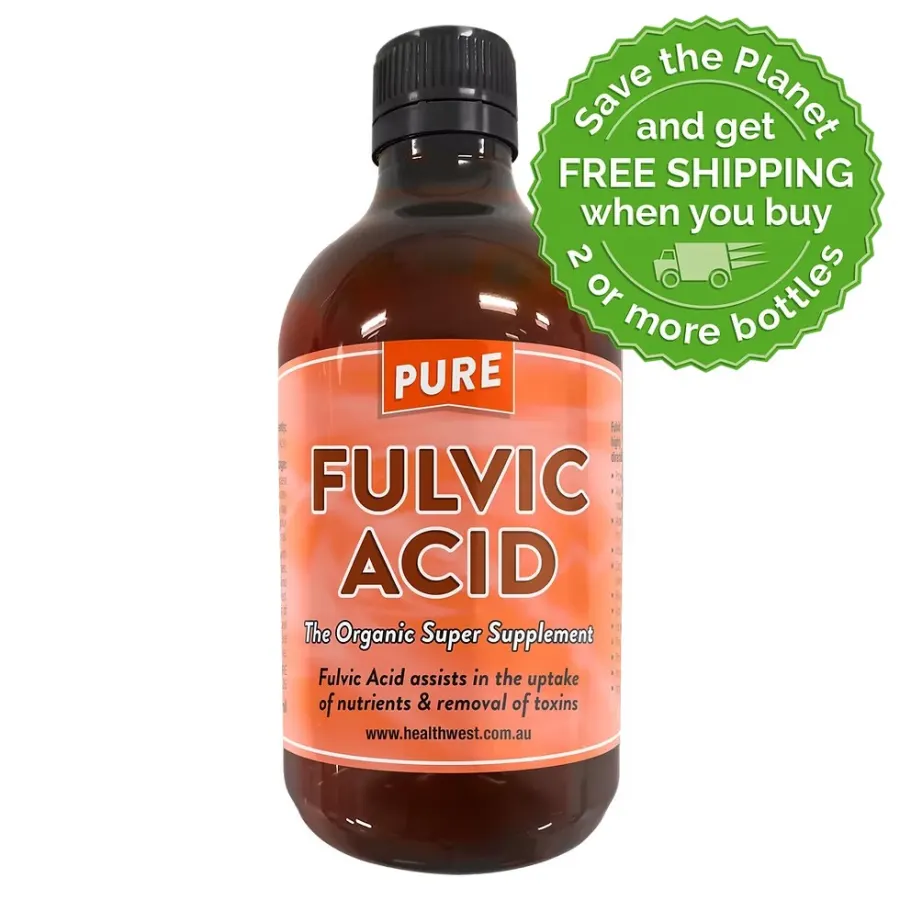 Save the Planet
and get
FREE SHIPPING
when you buy
2 or more bottles
PURE
FULVIC
ACID
The Organic Super Supplement
Fulvic Acid assists in the uptake
of nutrients & removal of toxins
www.healthwest.com.au